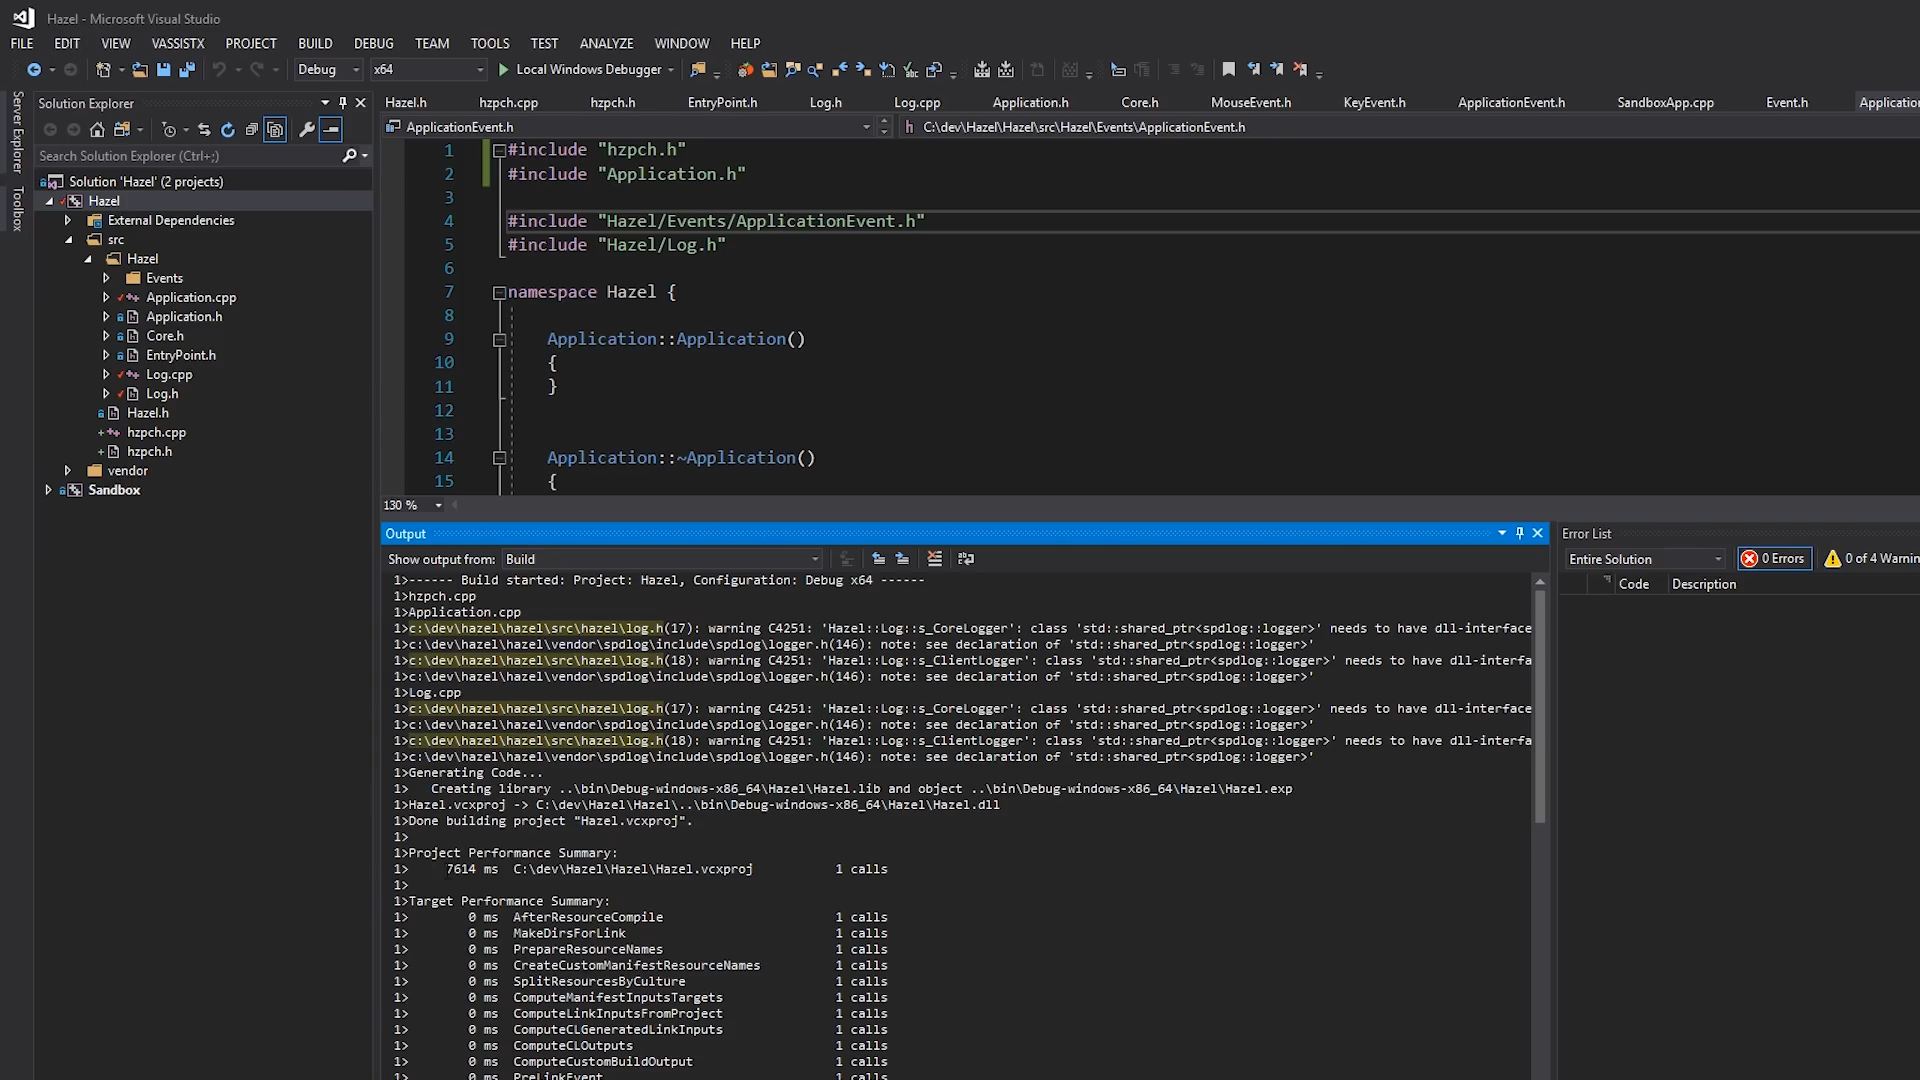 Hazel - Microsoft Visual Studio
FILE EDIT VIEW VASSISTX PROJECT BUILD DEBUG TEAM TOOLS TEST ANALYZE WINDOW HELP
Debug x64 Local Windows Debugger
Server Explorer
Toolbox
Solution Explorer
Search Solution Explorer (Ctrl+;)
Solution 'Hazel' (2 projects)
Hazel
External Dependencies
src
Hazel
Events
Application.cpp
Application.h
Core.h
EntryPoint.h
Log.cpp
Log.h
Hazel.h
hzpch.cpp
hzpch.h
vendor
Sandbox
Hazel.h hzpch.cpp hzpch.h EntryPoint.h Log.h Log.cpp Application.h Core.h MouseEvent.h KeyEvent.h ApplicationEvent.h SandboxApp.cpp Event.h Application
ApplicationEvent.h C:\dev\Hazel\Hazel\src\Hazel\Events\ApplicationEvent.h
1 #include "hzpch.h"
2 #include "Application.h"
3
4 #include "Hazel/Events/ApplicationEvent.h"
5 #include "Hazel/Log.h"
6
7 namespace Hazel {
8
9 Application::Application()
10 {
11 }
12
13
14 Application::~Application()
15 {
130 %
Output
Show output from: Build
1>------ Build started: Project: Hazel, Configuration: Debug x64 ------
1>hzpch.cpp
1>Application.cpp
1>c:\dev\hazel\hazel\src\hazel\log.h(17): warning C4251: 'Hazel::Log::s_CoreLogger': class 'std::shared_ptr<spdlog::logger>' needs to have dll-interface
1>c:\dev\hazel\hazel\vendor\spdlog\include\spdlog\logger.h(146): note: see declaration of 'std::shared_ptr<spdlog::logger>'
1>c:\dev\hazel\hazel\src\hazel\log.h(18): warning C4251: 'Hazel::Log::s_ClientLogger': class 'std::shared_ptr<spdlog::logger>' needs to have dll-interfa
1>c:\dev\hazel\hazel\vendor\spdlog\include\spdlog\logger.h(146): note: see declaration of 'std::shared_ptr<spdlog::logger>'
1>Log.cpp
1>c:\dev\hazel\hazel\src\hazel\log.h(17): warning C4251: 'Hazel::Log::s_CoreLogger': class 'std::shared_ptr<spdlog::logger>' needs to have dll-interface
1>c:\dev\hazel\hazel\vendor\spdlog\include\spdlog\logger.h(146): note: see declaration of 'std::shared_ptr<spdlog::logger>'
1>c:\dev\hazel\hazel\src\hazel\log.h(18): warning C4251: 'Hazel::Log::s_ClientLogger': class 'std::shared_ptr<spdlog::logger>' needs to have dll-interfa
1>c:\dev\hazel\hazel\vendor\spdlog\include\spdlog\logger.h(146): note: see declaration of 'std::shared_ptr<spdlog::logger>'
1>Generating Code...
1> Creating library ..\bin\Debug-windows-x86_64\Hazel\Hazel.lib and object ..\bin\Debug-windows-x86_64\Hazel\Hazel.exp
1>Hazel.vcxproj -> C:\dev\Hazel\Hazel\..\bin\Debug-windows-x86_64\Hazel\Hazel.dll
1>Done building project "Hazel.vcxproj".
1>
1>Project Performance Summary:
1> 7614 ms C:\dev\Hazel\Hazel\Hazel.vcxproj 1 calls
1>
1>Target Performance Summary:
1> 0 ms AfterResourceCompile 1 calls
1> 0 ms MakeDirsForLink 1 calls
1> 0 ms PrepareResourceNames 1 calls
1> 0 ms CreateCustomManifestResourceNames 1 calls
1> 0 ms SplitResourcesByCulture 1 calls
1> 0 ms ComputeManifestInputsTargets 1 calls
1> 0 ms ComputeLinkInputsFromProject 1 calls
1> 0 ms ComputeCLGeneratedLinkInputs 1 calls
1> 0 ms ComputeCLOutputs 1 calls
1> 0 ms ComputeCustomBuildOutput 1 calls
1> 0 ms PreLinkEvent 1 calls
Error List
Entire Solution 0 Errors 0 of 4 Warnin
Code Description